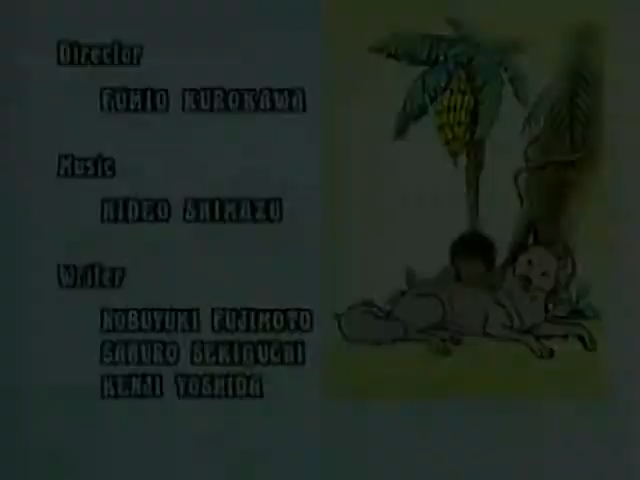 Director
FUMIO KUROKAWA
Music
HIDEO SHIMAZU
Writer
NOBUYUKI FUJIMOTO
SABURO SEKIGUCHI
KENJI YOSHIDA